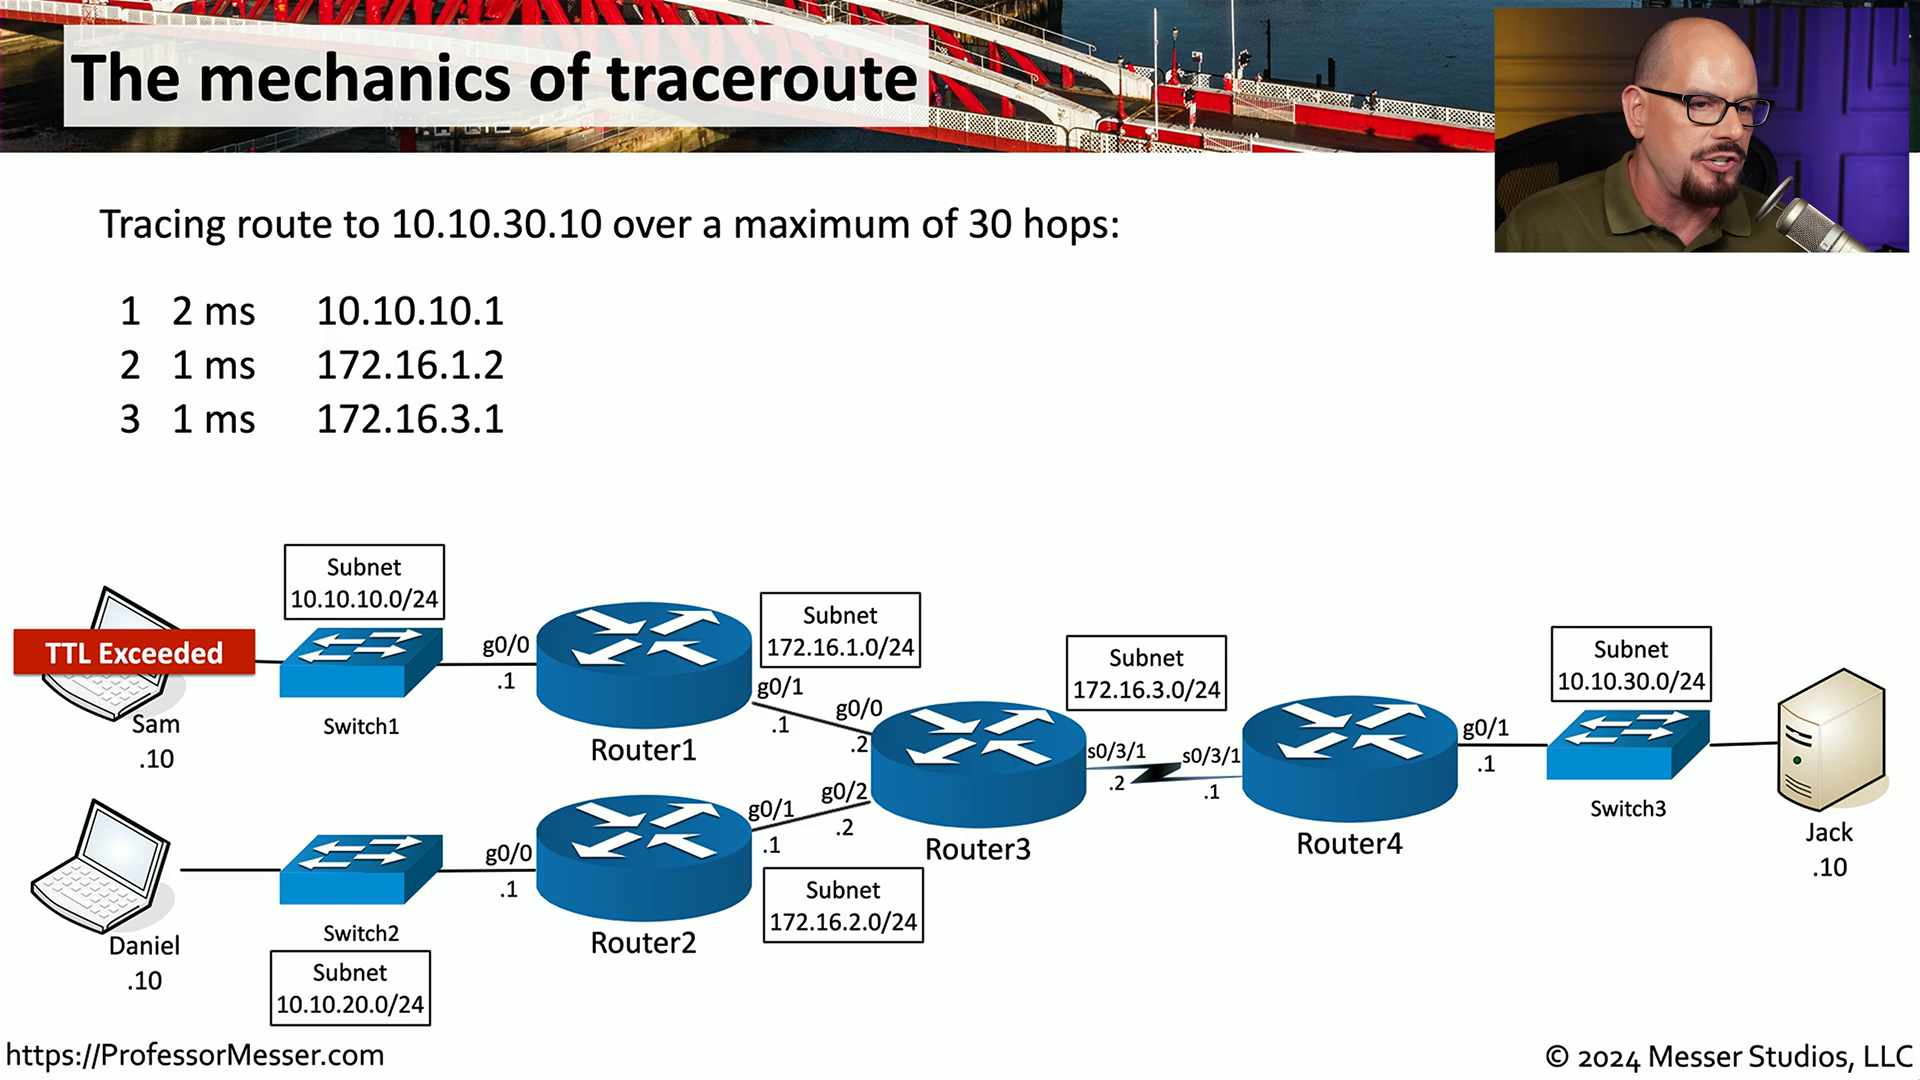 The mechanics of traceroute
Tracing route to 10.10.30.10 over a maximum of 30 hops:
1 2 ms 10.10.10.1
2 1 ms 172.16.1.2
3 1 ms 172.16.3.1
Subnet
10.10.10.0/24
TTL Exceeded
Sam
.10
Switch1
g0/0
.1
Router1
Subnet
172.16.1.0/24
g0/1
.1
g0/0
.2
Daniel
.10
Switch2
Subnet
10.10.20.0/24
g0/0
.1
Router2
g0/1
.1
g0/2
.2
Subnet
172.16.2.0/24
Router3
Subnet
172.16.3.0/24
s0/3/1
.2
s0/3/1
.1
Router4
g0/1
.1
Subnet
10.10.30.0/24
Switch3
Jack
.10
https://ProfessorMesser.com
© 2024 Messer Studios, LLC